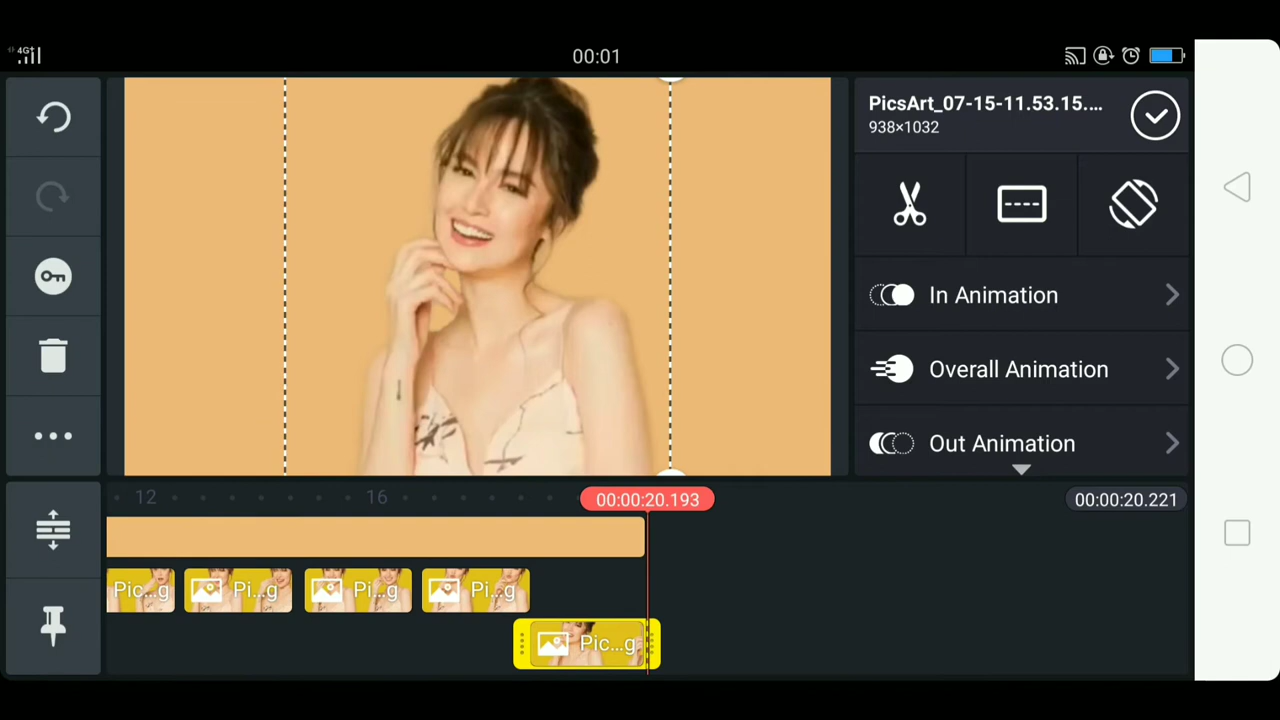 4G+
00:01
PicsArt_07-15-11.53.15....
938×1032
In Animation
Overall Animation
Out Animation
12
16
00:00:20.193
00:00:20.221
Pic...g
Pi...g
Pi...g
Pi...g
Pic...g